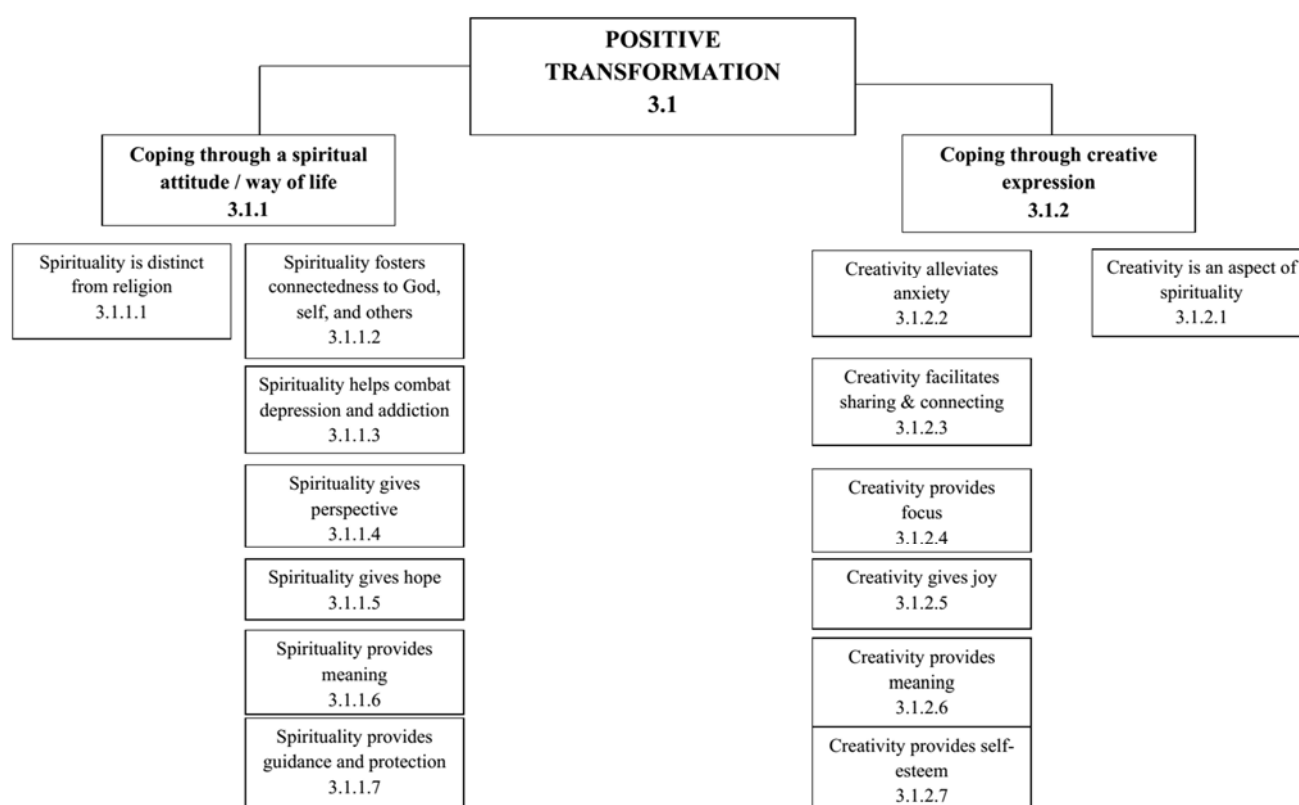 POSITIVE
TRANSFORMATION
3.1
Coping through a spiritual
attitude / way of life
3.1.1
Coping through creative
expression
3.1.2
Spirituality is distinct
from religion
3.1.1.1
Spirituality fosters
connectedness to God,
self, and others
3.1.1.2
Spirituality helps combat
depression and addiction
3.1.1.3
Spirituality gives
perspective
3.1.1.4
Spirituality gives hope
3.1.1.5
Spirituality provides
meaning
3.1.1.6
Spirituality provides
guidance and protection
3.1.1.7
Creativity alleviates
anxiety
3.1.2.2
Creativity facilitates
sharing & connecting
3.1.2.3
Creativity provides
focus
3.1.2.4
Creativity gives joy
3.1.2.5
Creativity provides
meaning
3.1.2.6
Creativity provides self-
esteem
3.1.2.7
Creativity is an aspect of
spirituality
3.1.2.1